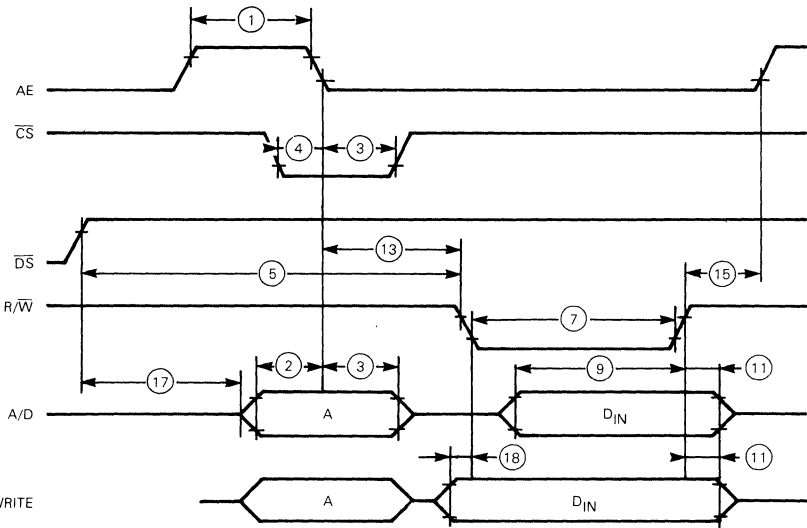 1
AE
CS
4 3
13
DS
5
15
R/W
7
17 2 3 9 11
A/D A DIN
18 11
WRITE A DIN